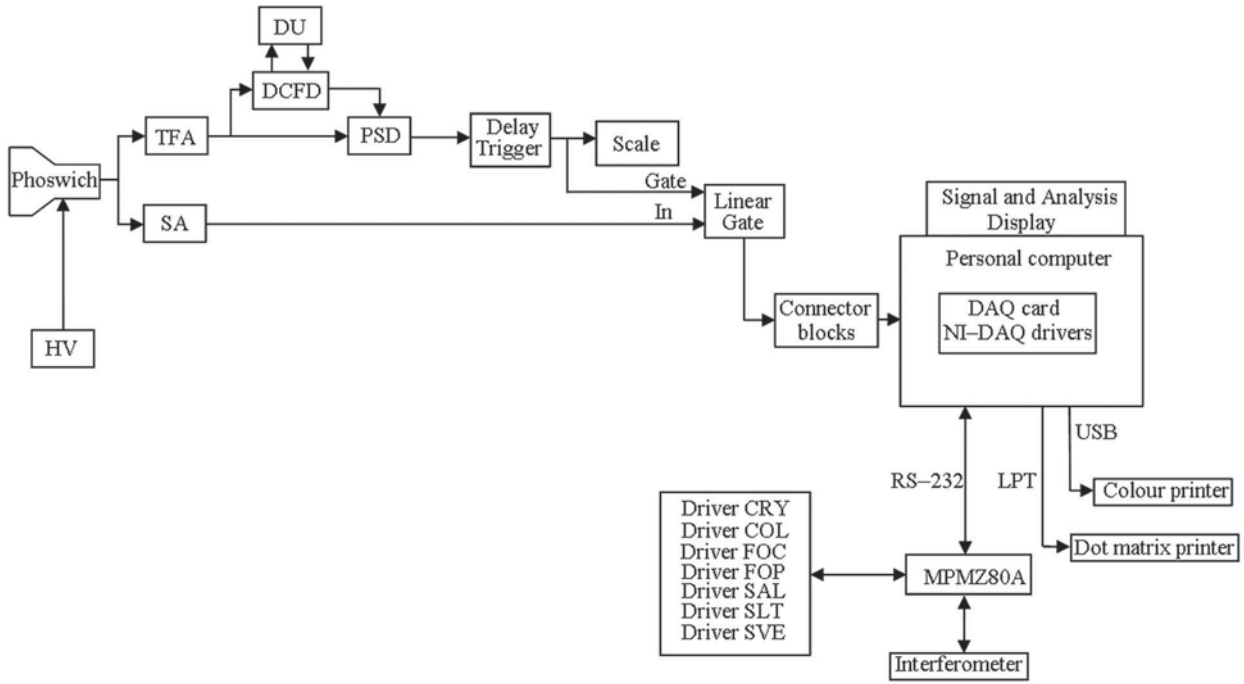 DU
DCFD
TFA
PSD
Delay
Trigger
Scale
Phoswich
Gate
SA
In
Linear
Gate
HV
Signal and Analysis
Display
Personal computer
DAQ card
NI–DAQ drivers
Connector
blocks
RS–232
LPT
USB
Colour printer
Dot matrix printer
Driver CRY
Driver COL
Driver FOC
Driver FOP
Driver SAL
Driver SLT
Driver SVE
MPMZ80A
Interferometer